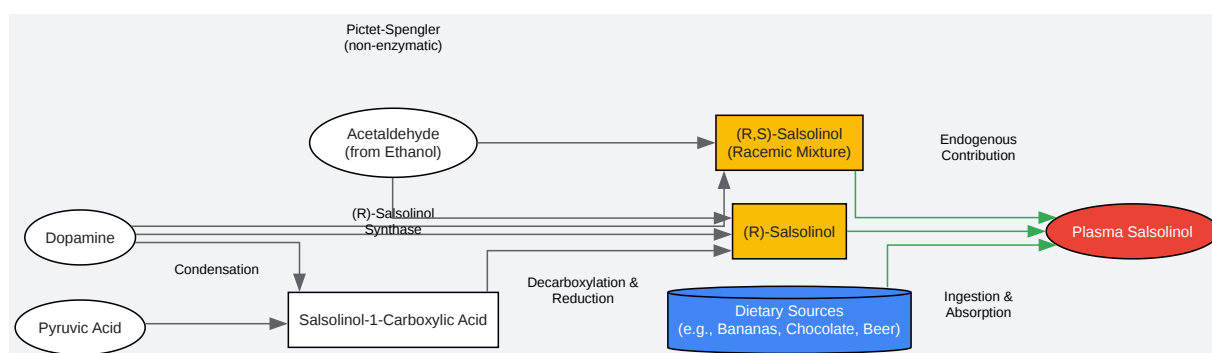 Pictet-Spengler
(non-enzymatic)
Acetaldehyde
(from Ethanol)
(R,S)-Salsolinol
(Racemic Mixture)
Endogenous
Contribution
(R)-Salsolinol
Synthase
Dopamine
(R)-Salsolinol
Plasma Salsolinol
Condensation
Decarboxylation &
Reduction
Pyruvic Acid
Salsolinol-1-Carboxylic Acid
Dietary Sources
(e.g., Bananas, Chocolate, Beer)
Ingestion &
Absorption